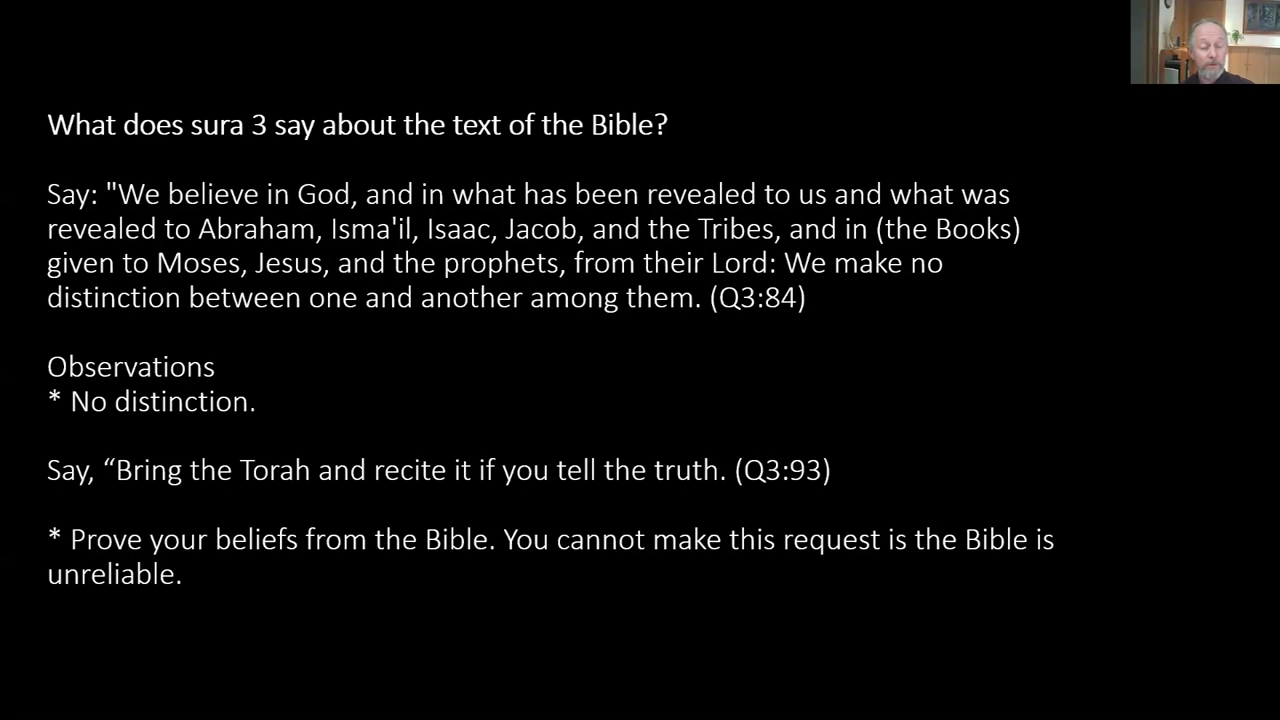 What does sura 3 say about the text of the Bible?
Say: "We believe in God, and in what has been revealed to us and what was
revealed to Abraham, Isma'il, Isaac, Jacob, and the Tribes, and in (the Books)
given to Moses, Jesus, and the prophets, from their Lord: We make no
distinction between one and another among them. (Q3:84)
Observations
* No distinction.
Say, “Bring the Torah and recite it if you tell the truth. (Q3:93)
* Prove your beliefs from the Bible. You cannot make this request is the Bible is
unreliable.